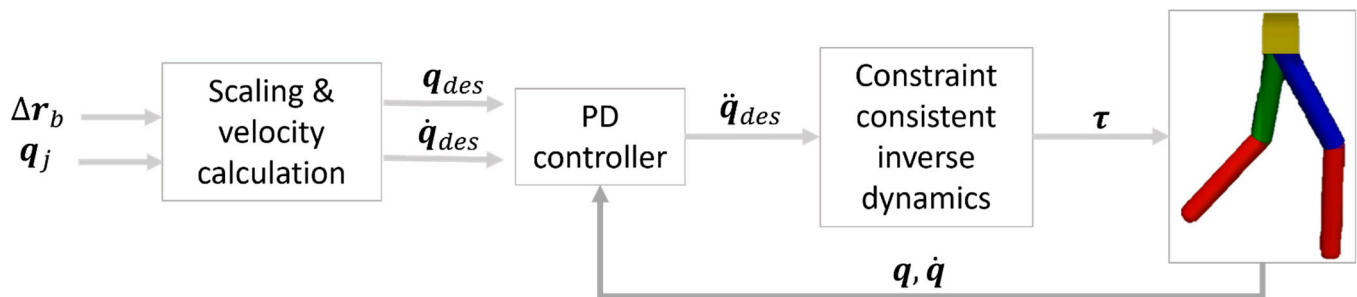 Δr_b
q_j
Scaling &
velocity
calculation
q_des
q̇_des
PD
controller
q̈_des
Constraint
consistent
inverse
dynamics
τ
q, q̇